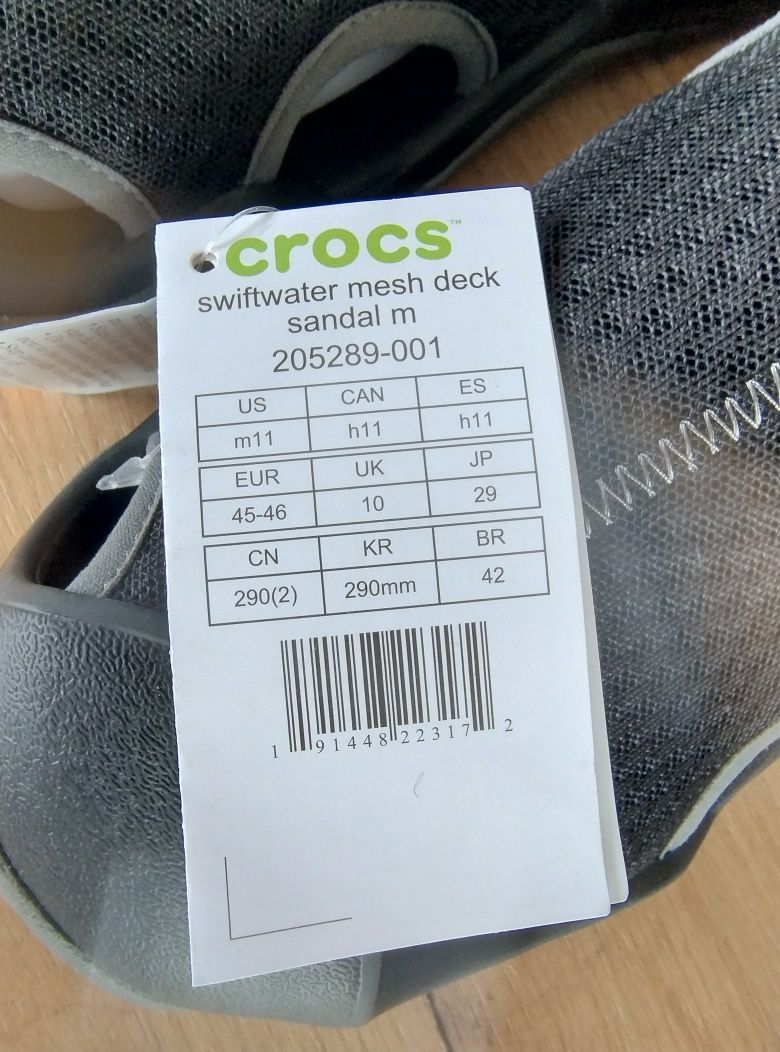 crocs™
swiftwater mesh deck
sandal m
205289-001
US CAN ES
m11 h11 h11
EUR UK JP
45-46 10 29
CN KR BR
290(2) 290mm 42
1 91448 22317 2